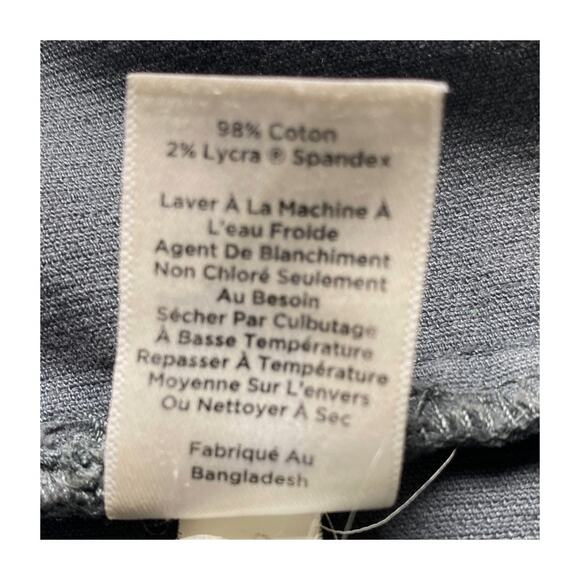 98% Coton
2% Lycra ® Spandex
Laver À La Machine À
L'eau Froide
Agent De Blanchiment
Non Chloré Seulement
Au Besoin
Sécher Par Culbutage
À Basse Température
Repasser À Température
Moyenne Sur L'envers
Ou Nettoyer À Sec
Fabriqué Au
Bangladesh